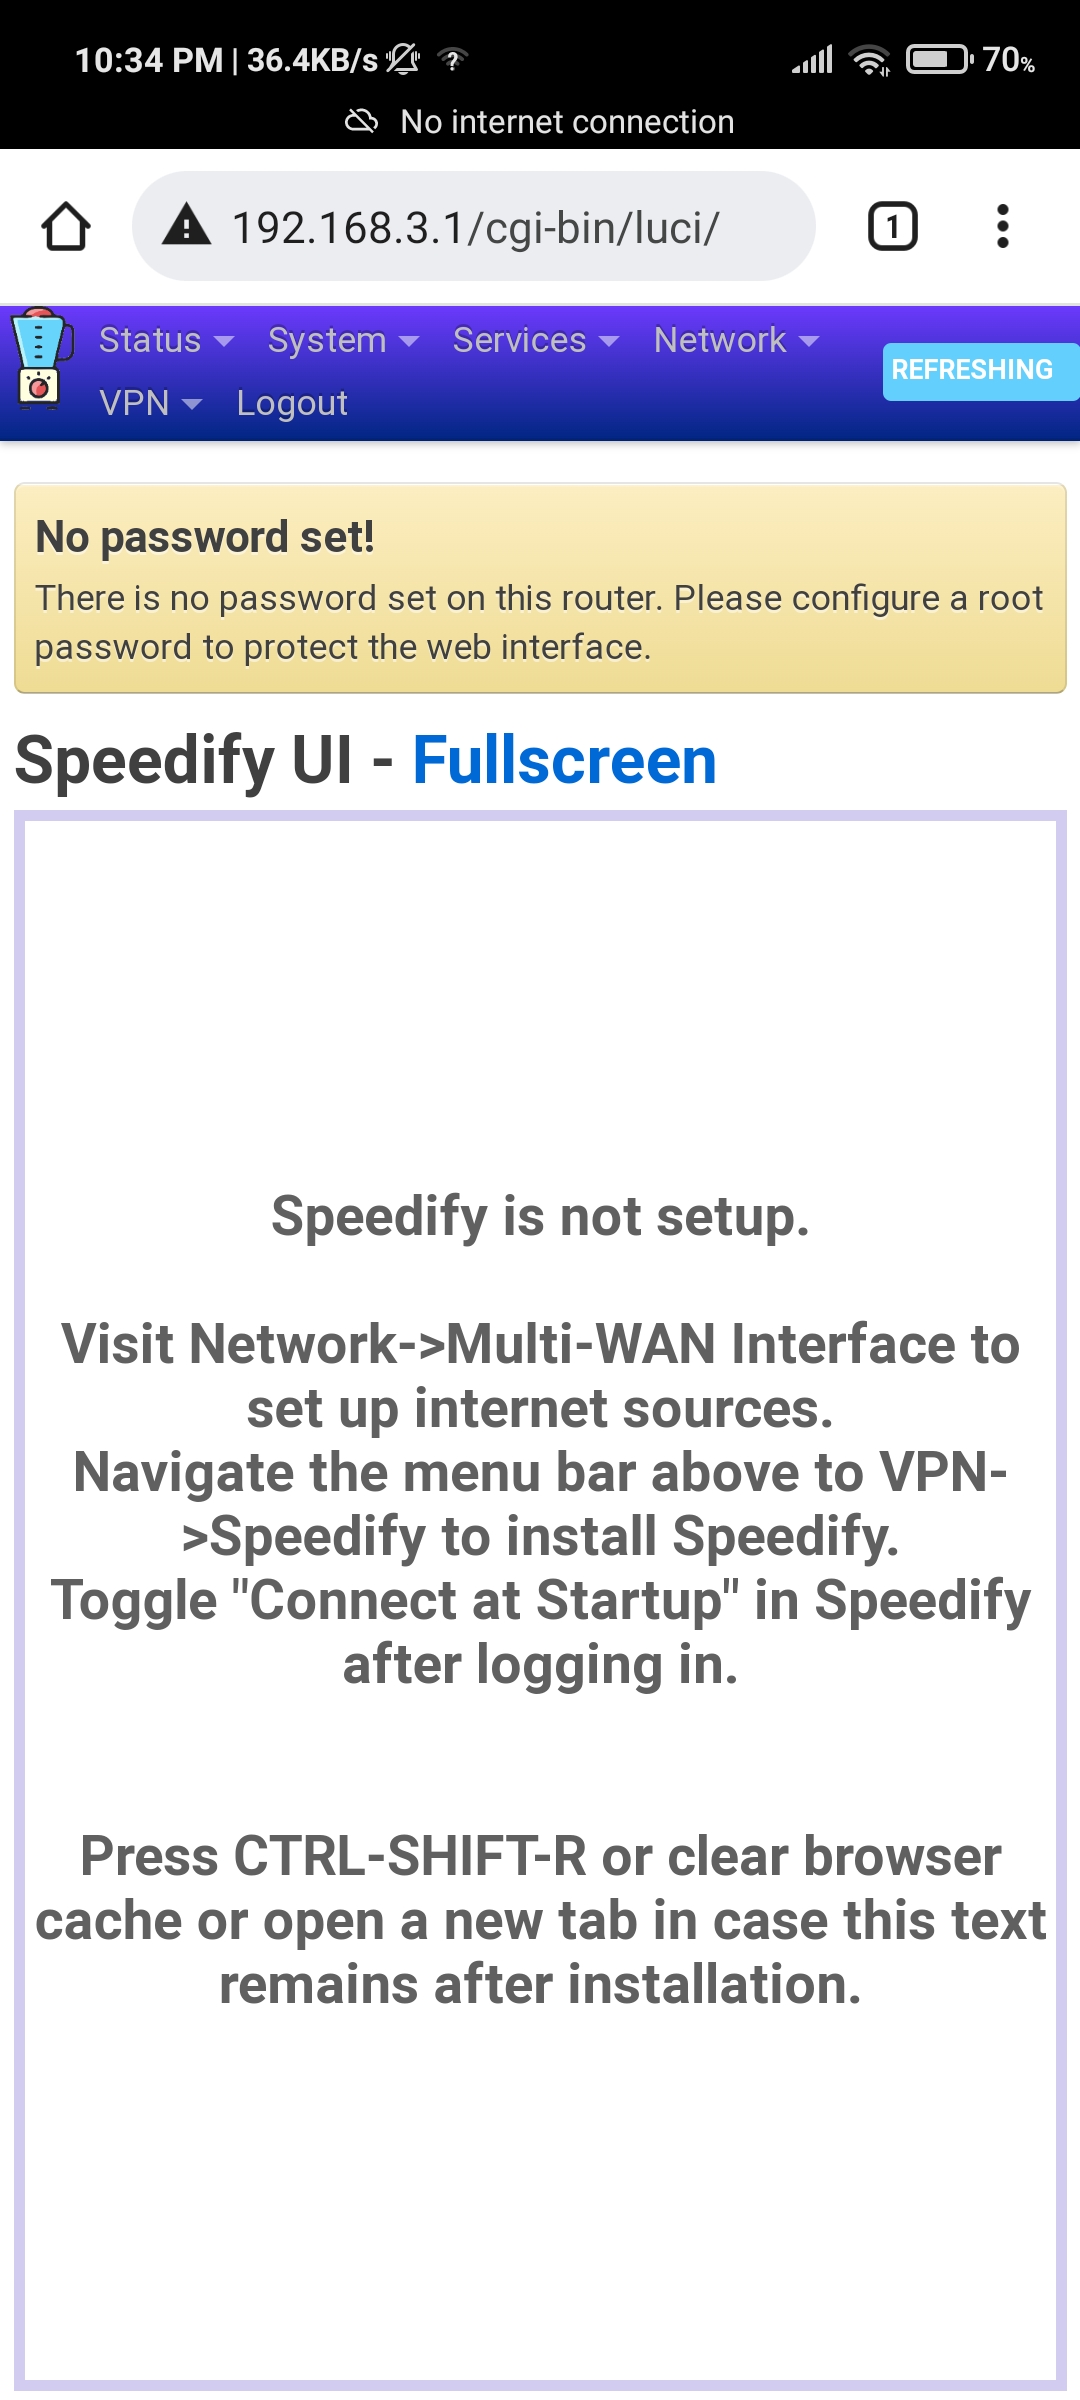 10:34 PM | 36.4KB/s ? 70%
No internet connection
192.168.3.1/cgi-bin/luci/ 1
Status System Services Network
REFRESHING
VPN Logout
No password set!
There is no password set on this router. Please configure a root
password to protect the web interface.
Speedify UI - Fullscreen
Speedify is not setup.
Visit Network->Multi-WAN Interface to
set up internet sources.
Navigate the menu bar above to VPN-
>Speedify to install Speedify.
Toggle "Connect at Startup" in Speedify
after logging in.
Press CTRL-SHIFT-R or clear browser
cache or open a new tab in case this text
remains after installation.